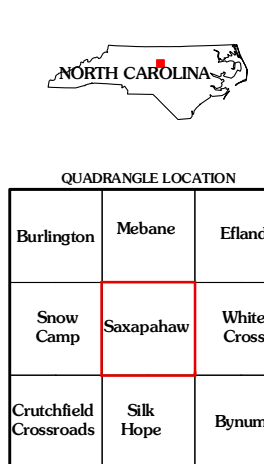 NORTH CAROLINA
QUADRANGLE LOCATION
Burlington
Mebane
Efland
Snow
Camp
Saxapahaw
White
Cross
Crutchfield
Crossroads
Silk
Hope
Bynum